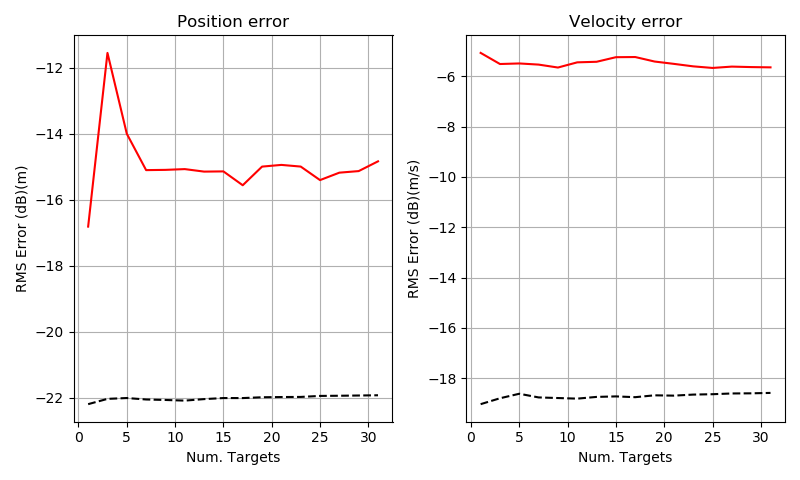 Position error
−12
−14
−16
−18
−20
−22
RMS Error (dB)(m)
0 5 10 15 20 25 30
Num. Targets
Velocity error
−6
−8
−10
−12
−14
−16
−18
RMS Error (dB)(m/s)
0 5 10 15 20 25 30
Num. Targets